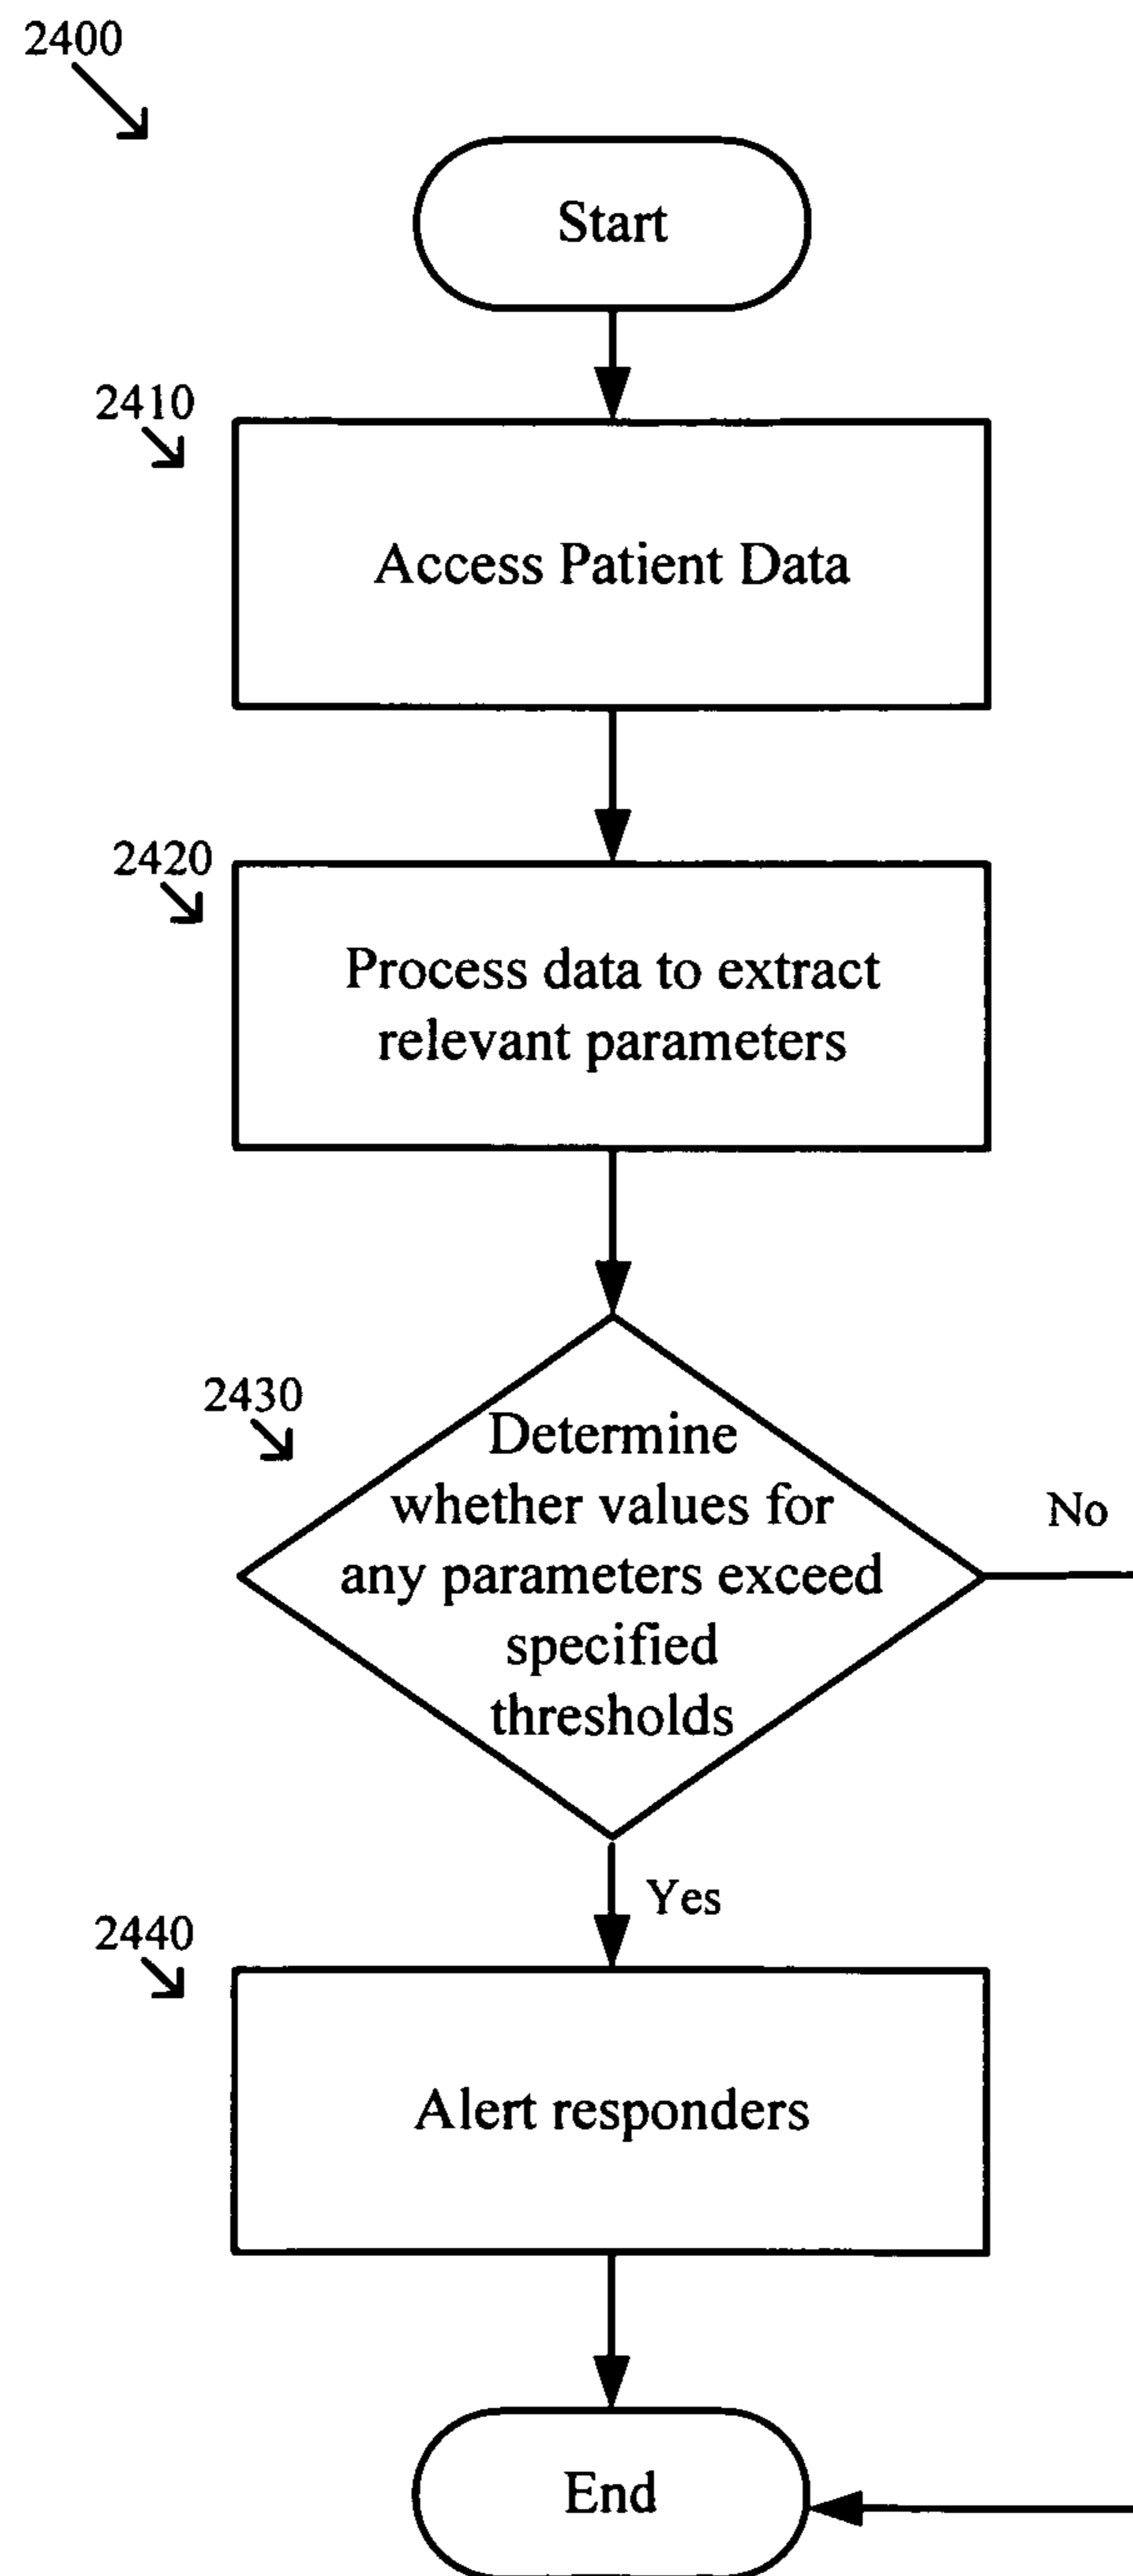 2400
Start
2410
Access Patient Data
2420
Process data to extract
relevant parameters
2430
Determine
whether values for
any parameters exceed
specified
thresholds
No
Yes
2440
Alert responders
End